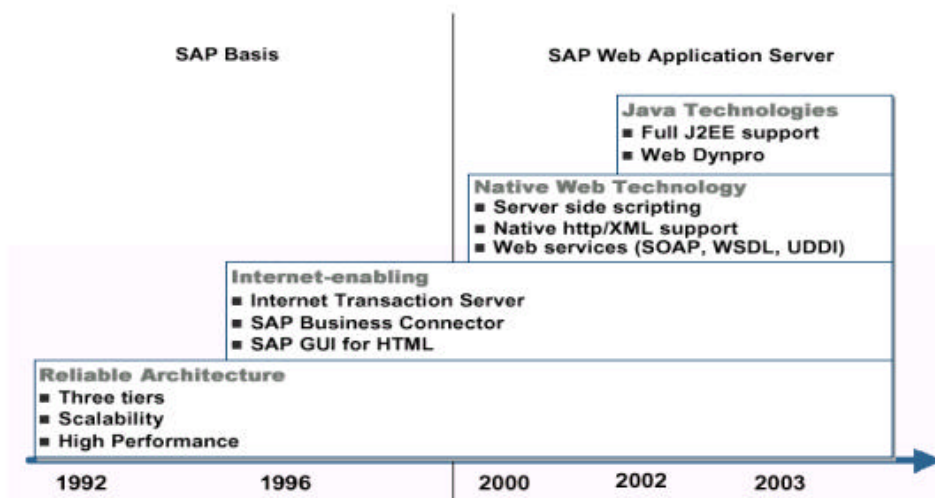 SAP Basis
SAP Web Application Server
Java Technologies
■ Full J2EE support
■ Web Dynpro
Native Web Technology
■ Server side scripting
■ Native http/XML support
■ Web services (SOAP, WSDL, UDDI)
Internet-enabling
■ Internet Transaction Server
■ SAP Business Connector
■ SAP GUI for HTML
Reliable Architecture
■ Three tiers
■ Scalability
■ High Performance
1992 1996 2000 2002 2003